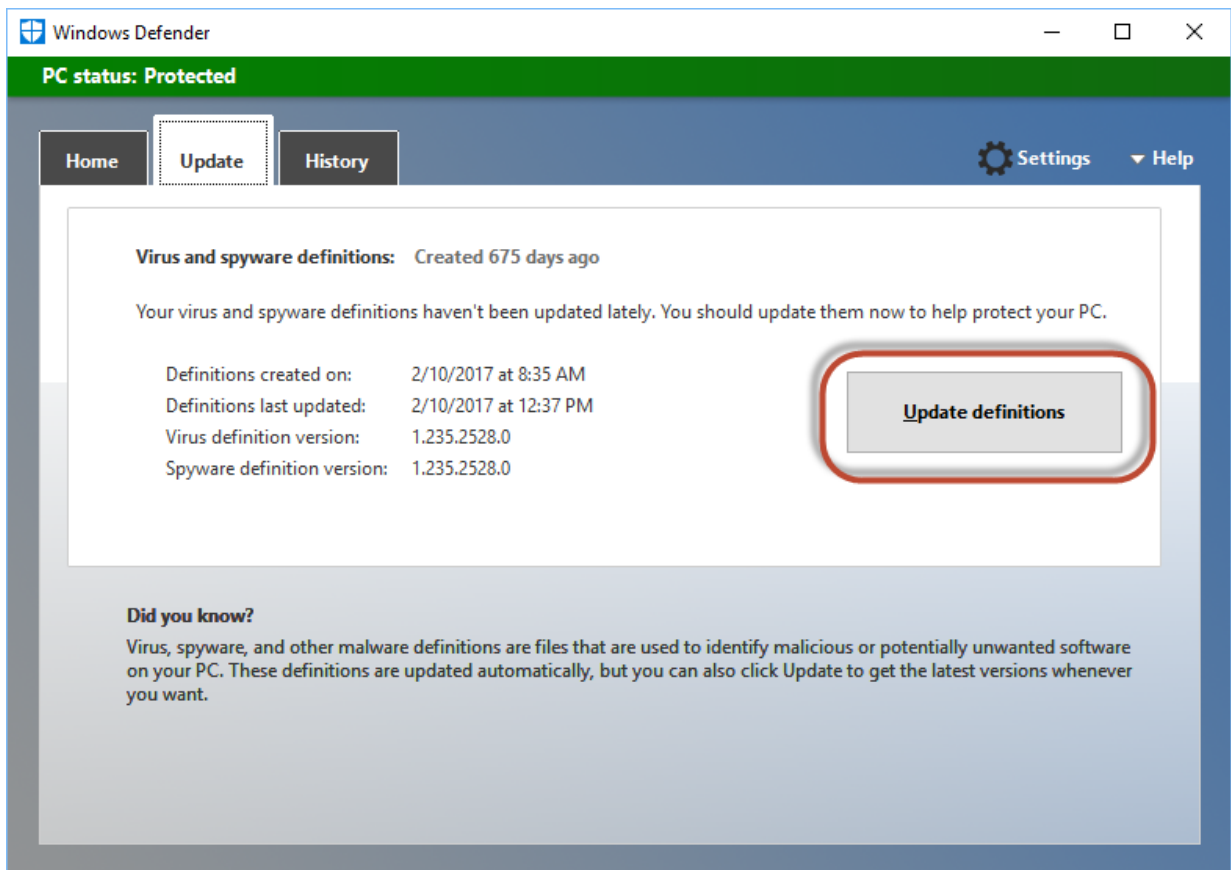 Windows Defender
PC status: Protected
Home
Update
History
Settings
Help
Virus and spyware definitions: Created 675 days ago
Your virus and spyware definitions haven't been updated lately. You should update them now to help protect your PC.
Definitions created on: 2/10/2017 at 8:35 AM
Definitions last updated: 2/10/2017 at 12:37 PM
Virus definition version: 1.235.2528.0
Spyware definition version: 1.235.2528.0
Update definitions
Did you know?
Virus, spyware, and other malware definitions are files that are used to identify malicious or potentially unwanted software
on your PC. These definitions are updated automatically, but you can also click Update to get the latest versions whenever
you want.